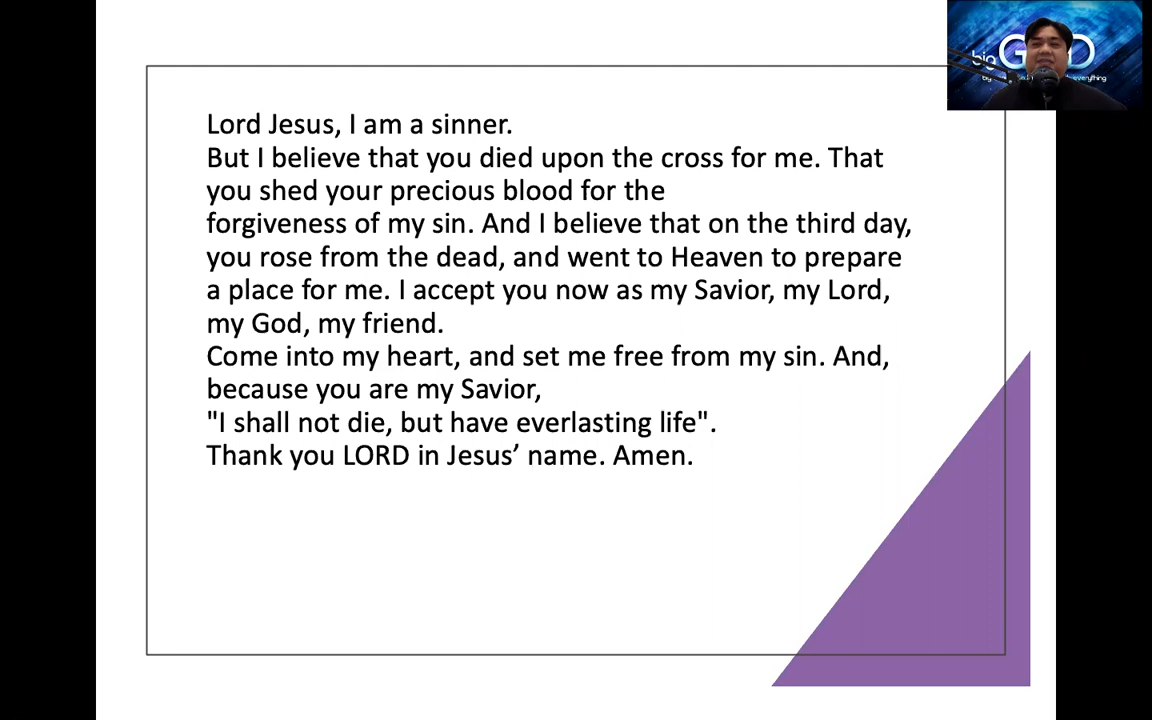 Lord Jesus, I am a sinner.
But I believe that you died upon the cross for me. That
you shed your precious blood for the
forgiveness of my sin. And I believe that on the third day,
you rose from the dead, and went to Heaven to prepare
a place for me. I accept you now as my Savior, my Lord,
my God, my friend.
Come into my heart, and set me free from my sin. And,
because you are my Savior,
"I shall not die, but have everlasting life".
Thank you LORD in Jesus’ name. Amen.
big
big everything